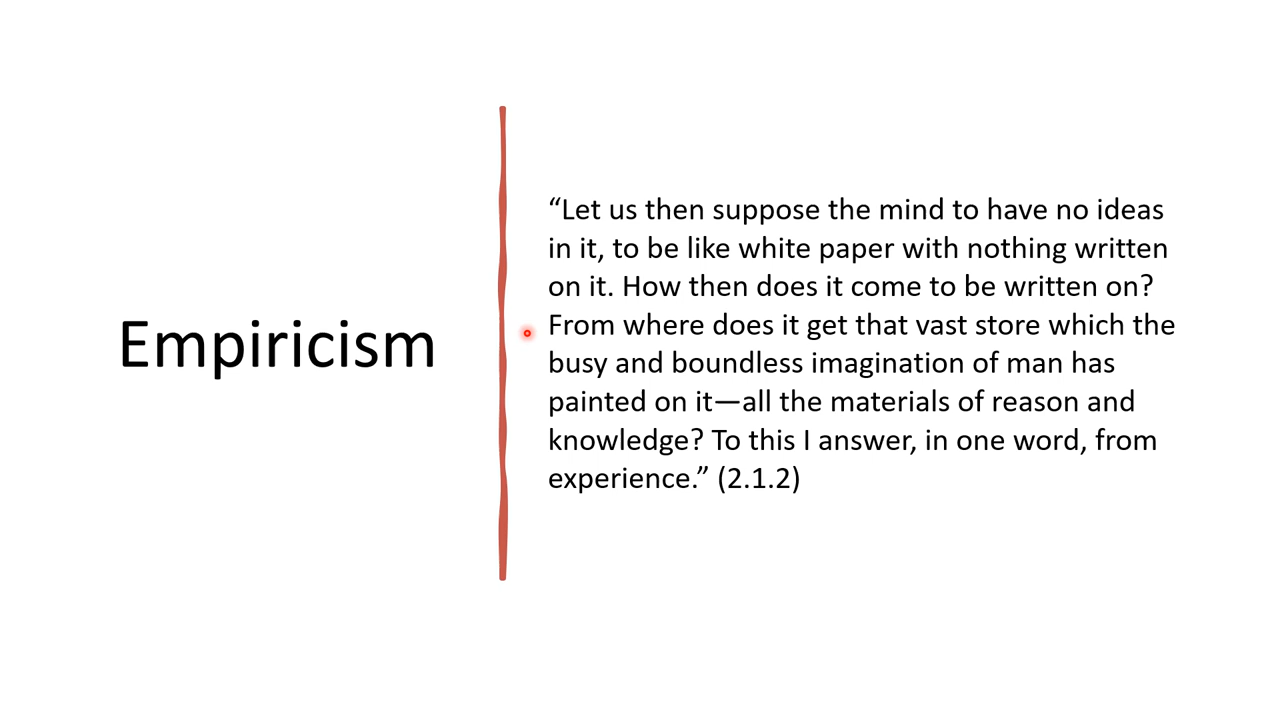 Empiricism
“Let us then suppose the mind to have no ideas
in it, to be like white paper with nothing written
on it. How then does it come to be written on?
From where does it get that vast store which the
busy and boundless imagination of man has
painted on it—all the materials of reason and
knowledge? To this I answer, in one word, from
experience.” (2.1.2)